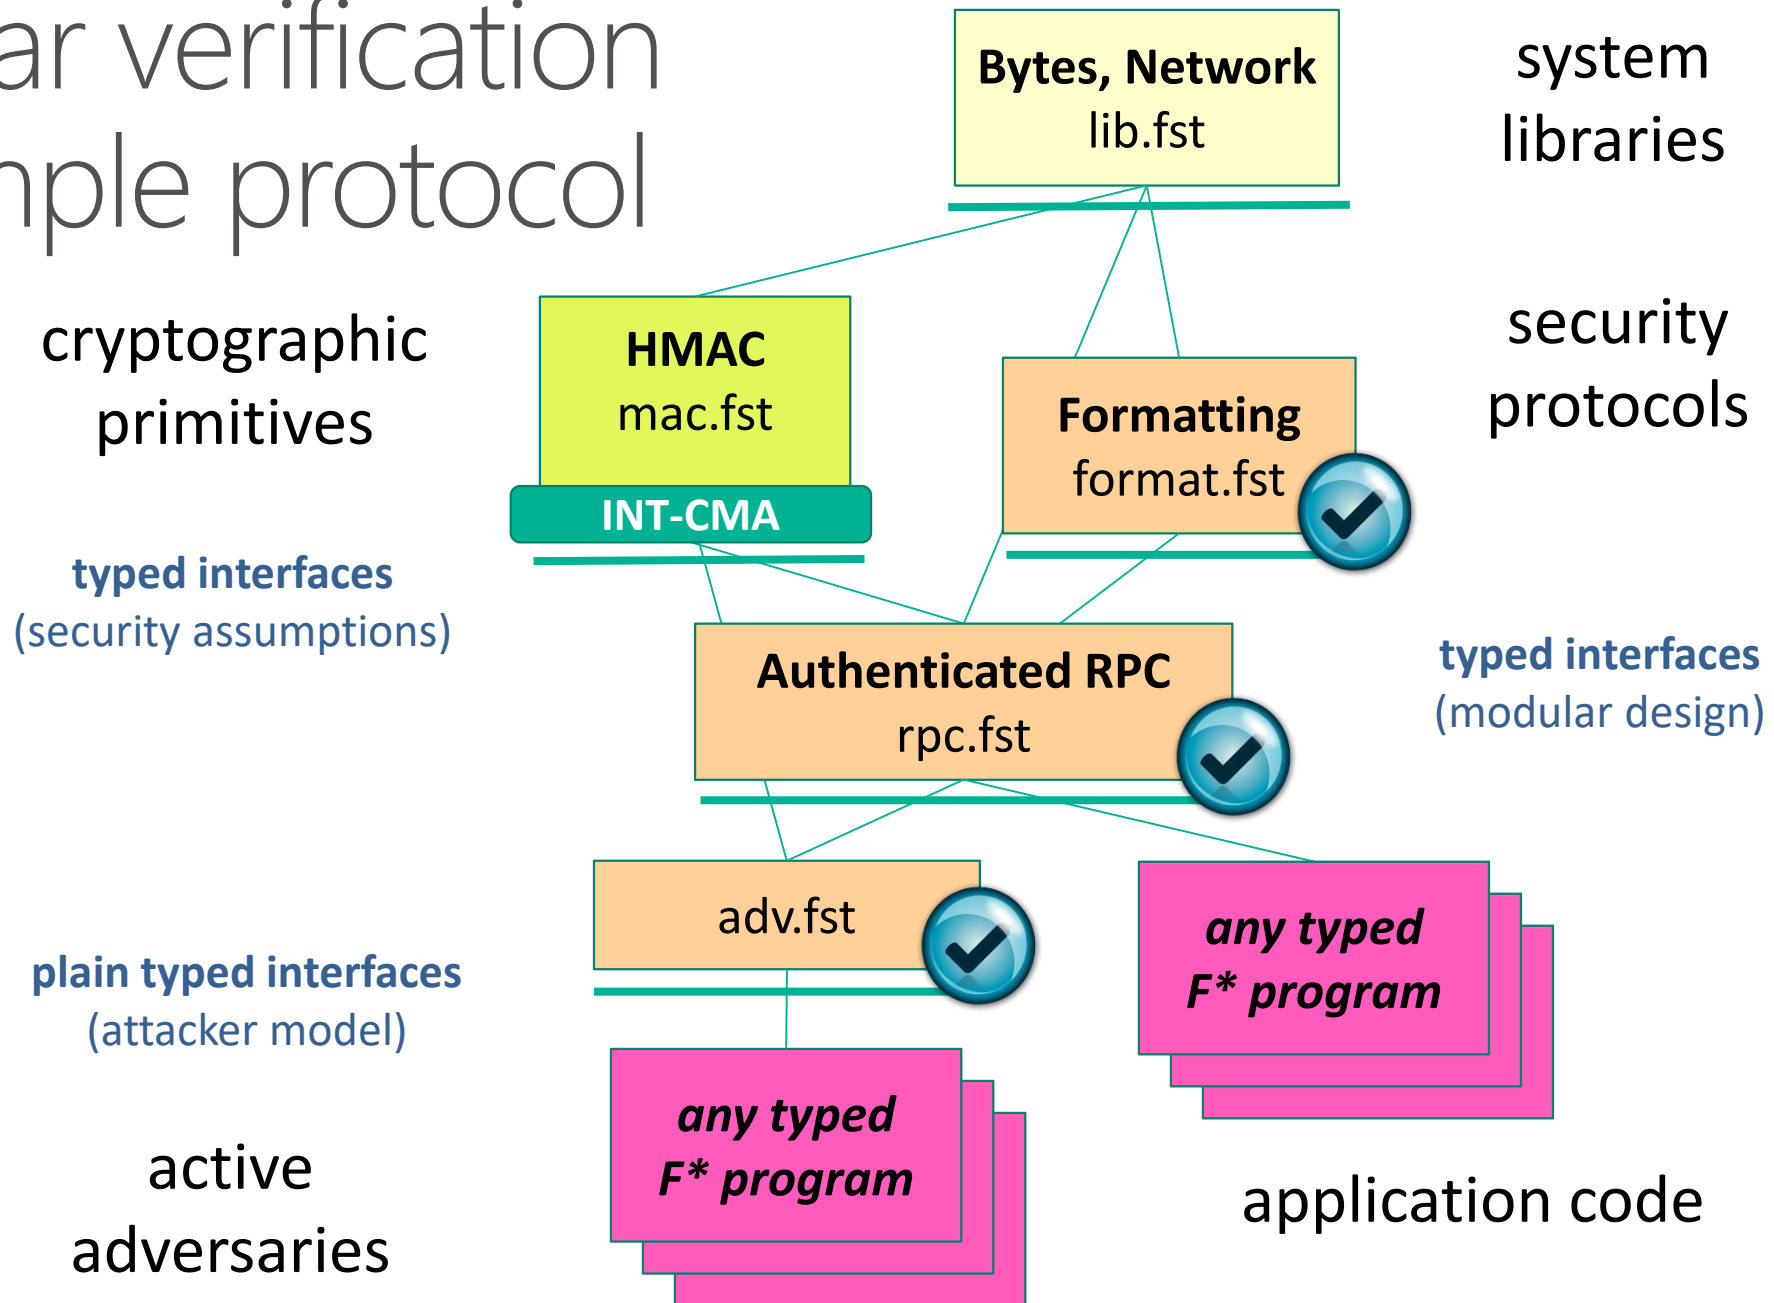 ar verification
mple protocol
Bytes, Network
lib.fst
system
libraries
cryptographic
primitives
HMAC
mac.fst
INT-CMA
Formatting
format.fst
security
protocols
typed interfaces
(security assumptions)
Authenticated RPC
rpc.fst
typed interfaces
(modular design)
adv.fst
any typed
F* program
plain typed interfaces
(attacker model)
any typed
F* program
active
adversaries
application code